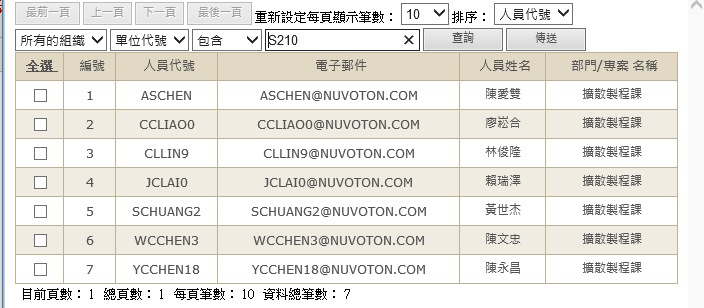 最前一頁 上一頁 下一頁 最後一頁 重新設定每頁顯示筆數： 10 排序： 人員代號
所有的組織 單位代號 包含 S210 查詢 傳送
全選 編號 人員代號 電子郵件 人員姓名 部門/專案 名稱
1 ASCHEN ASCHEN@NUVOTON.COM 陳愛雙 擴散製程課
2 CCLIAO0 CCLIAO0@NUVOTON.COM 廖崧合 擴散製程課
3 CLLIN9 CLLIN9@NUVOTON.COM 林俊隆 擴散製程課
4 JCLAI0 JCLAI0@NUVOTON.COM 賴瑞澤 擴散製程課
5 SCHUANG2 SCHUANG2@NUVOTON.COM 黃世杰 擴散製程課
6 WCCHEN3 WCCHEN3@NUVOTON.COM 陳文忠 擴散製程課
7 YCCHEN18 YCCHEN18@NUVOTON.COM 陳永昌 擴散製程課
目前頁數： 1 總頁數： 1 每頁筆數： 10 資料總筆數： 7